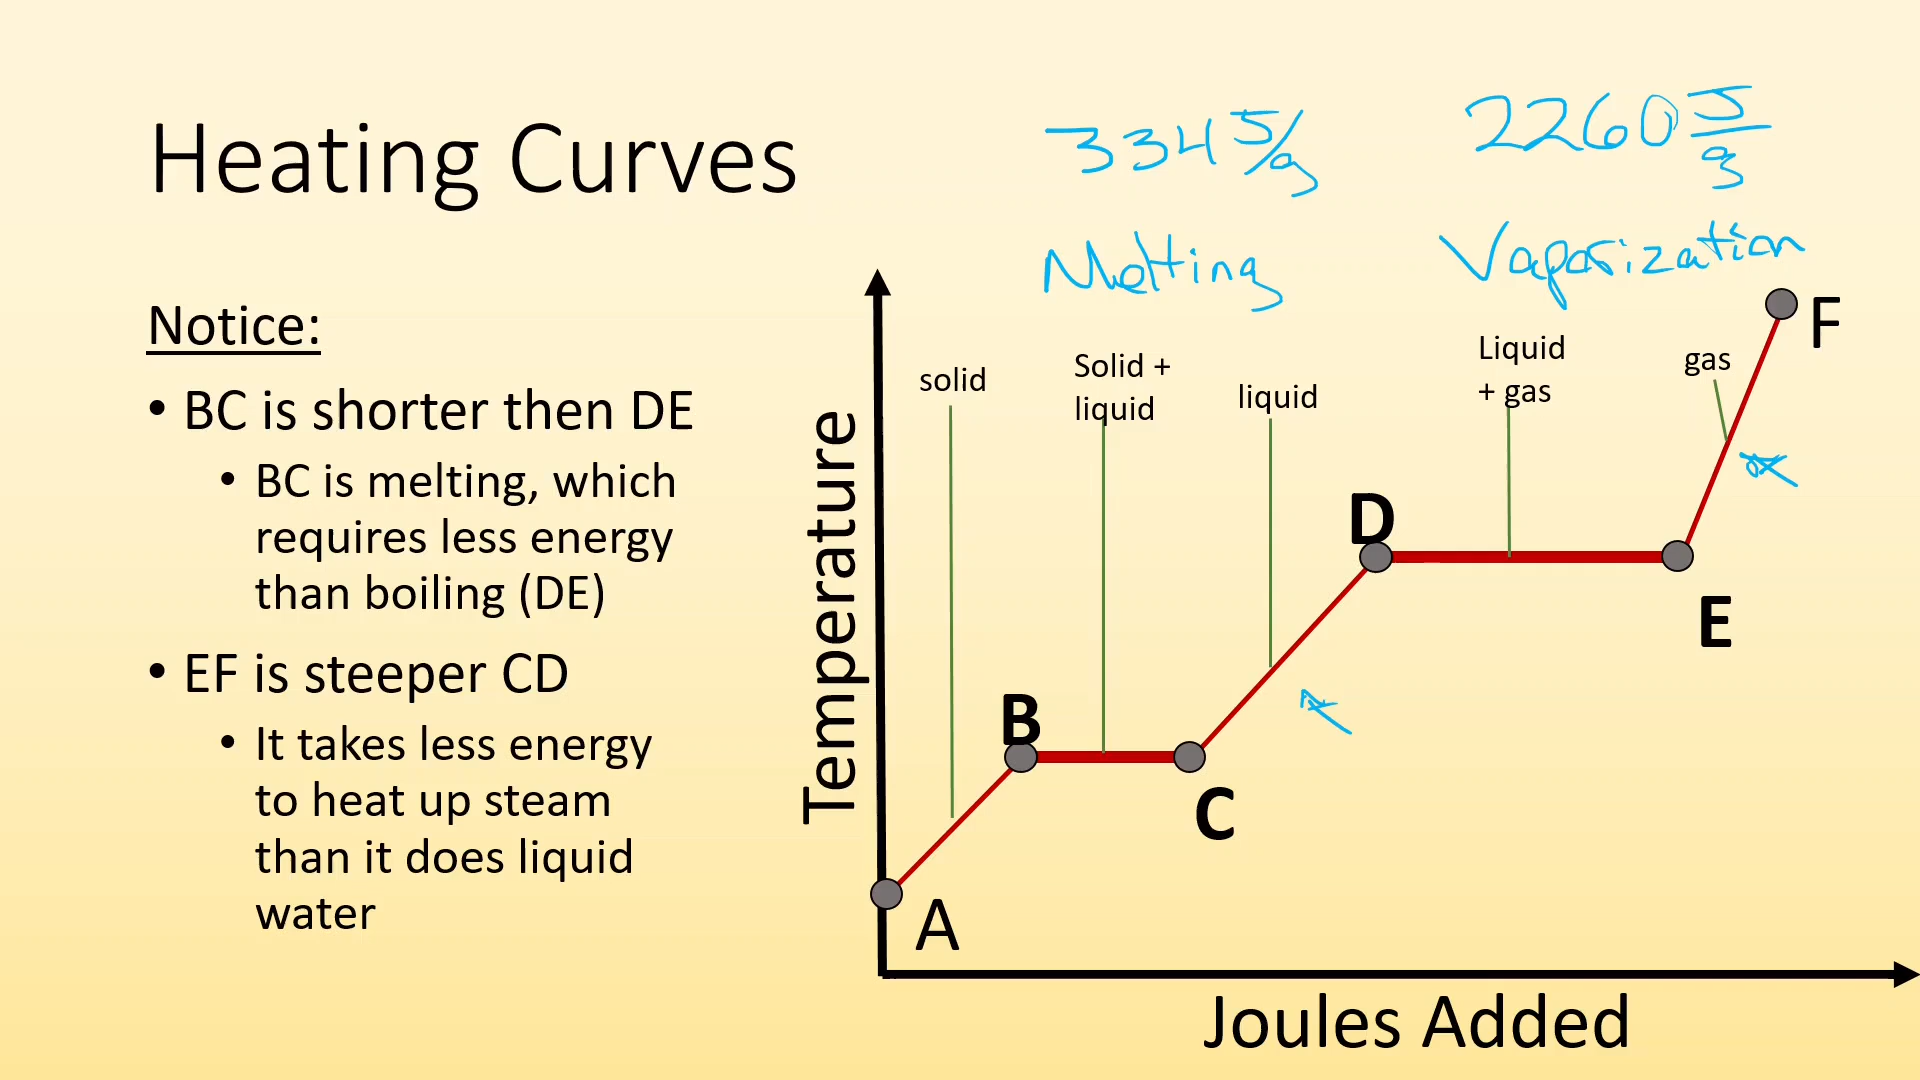 Heating Curves
334 J/g
2260 J/g
Melting
Vaporization
Notice:
• BC is shorter then DE
• BC is melting, which
requires less energy
than boiling (DE)
• EF is steeper CD
• It takes less energy
to heat up steam
than it does liquid
water
Temperature
solid
Solid +
liquid
liquid
Liquid
+ gas
gas
A
B
C
D
E
F
Joules Added